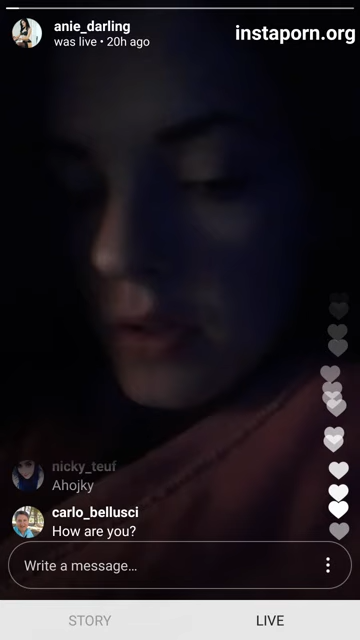 anie_darling
was live • 20h ago
instaporn.org
nicky_teuf
Ahojky
carlo_bellusci
How are you?
Write a message...
STORY
LIVE